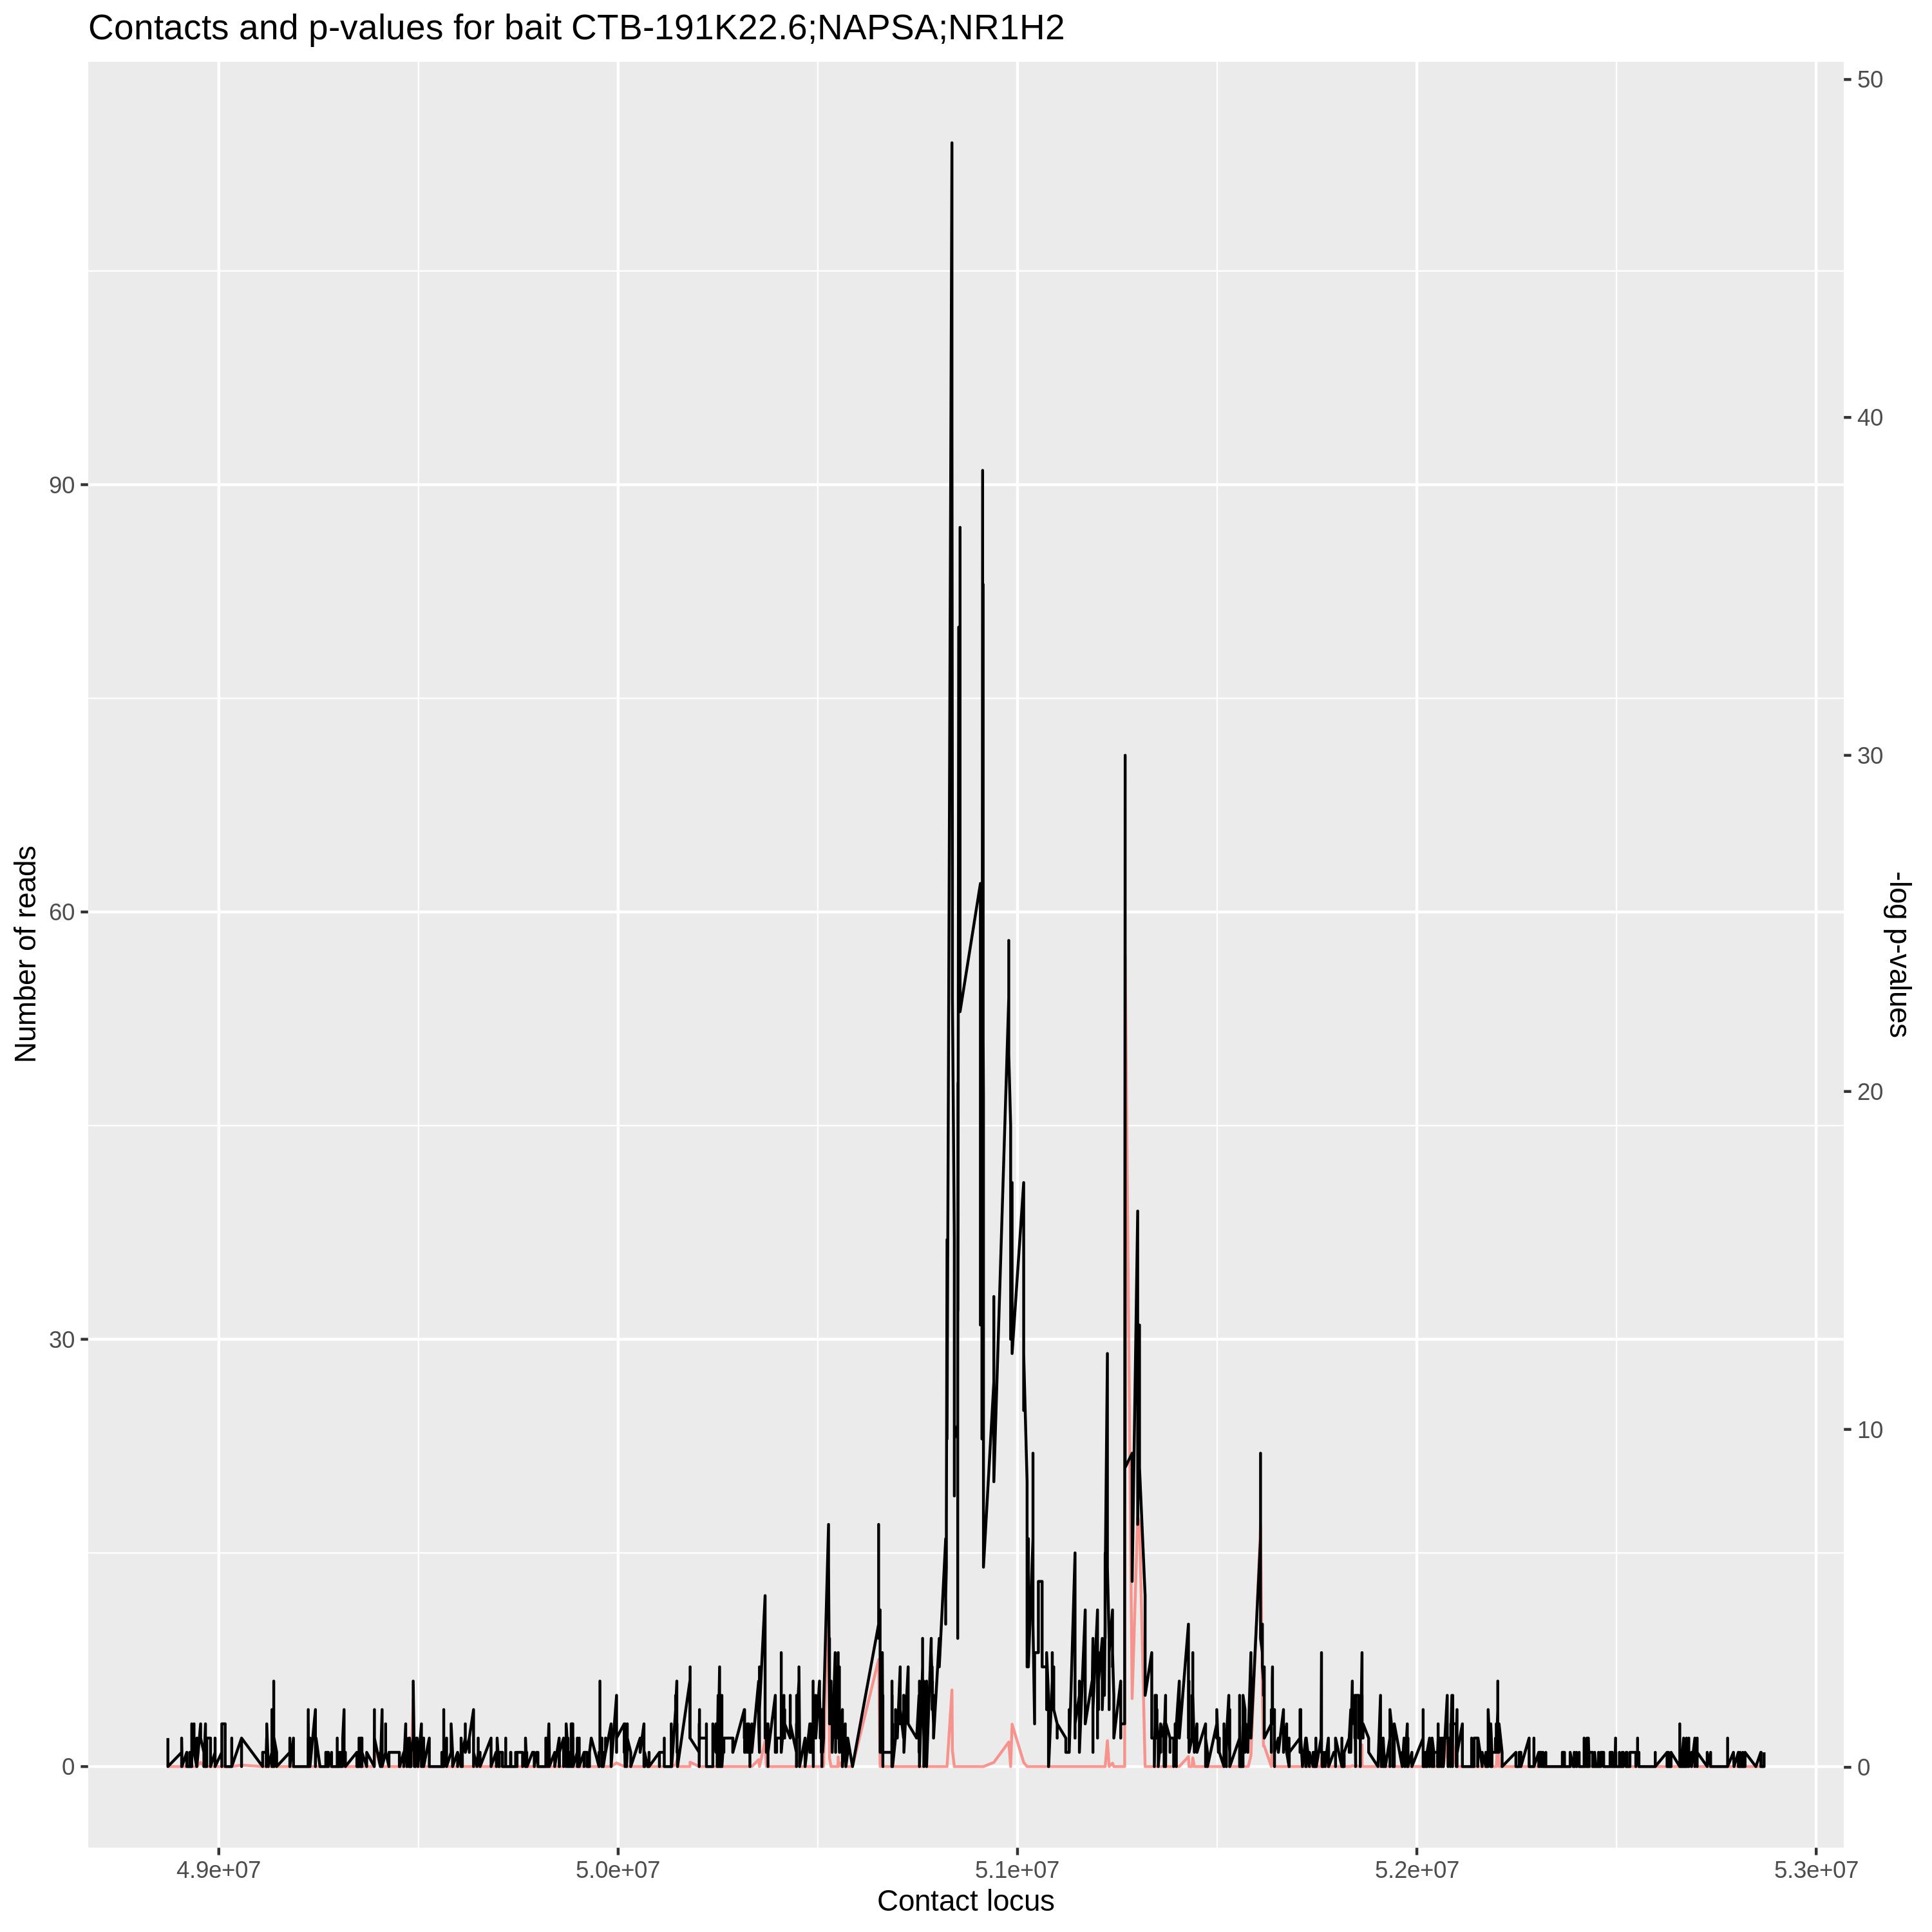 Contacts and p-values for bait CTB-191K22.6;NAPSA;NR1H2
Number of reads
90
60
30
0
50
40
30
20
10
0
-log p-values
4.9e+07 5.0e+07 5.1e+07 5.2e+07 5.3e+07
Contact locus